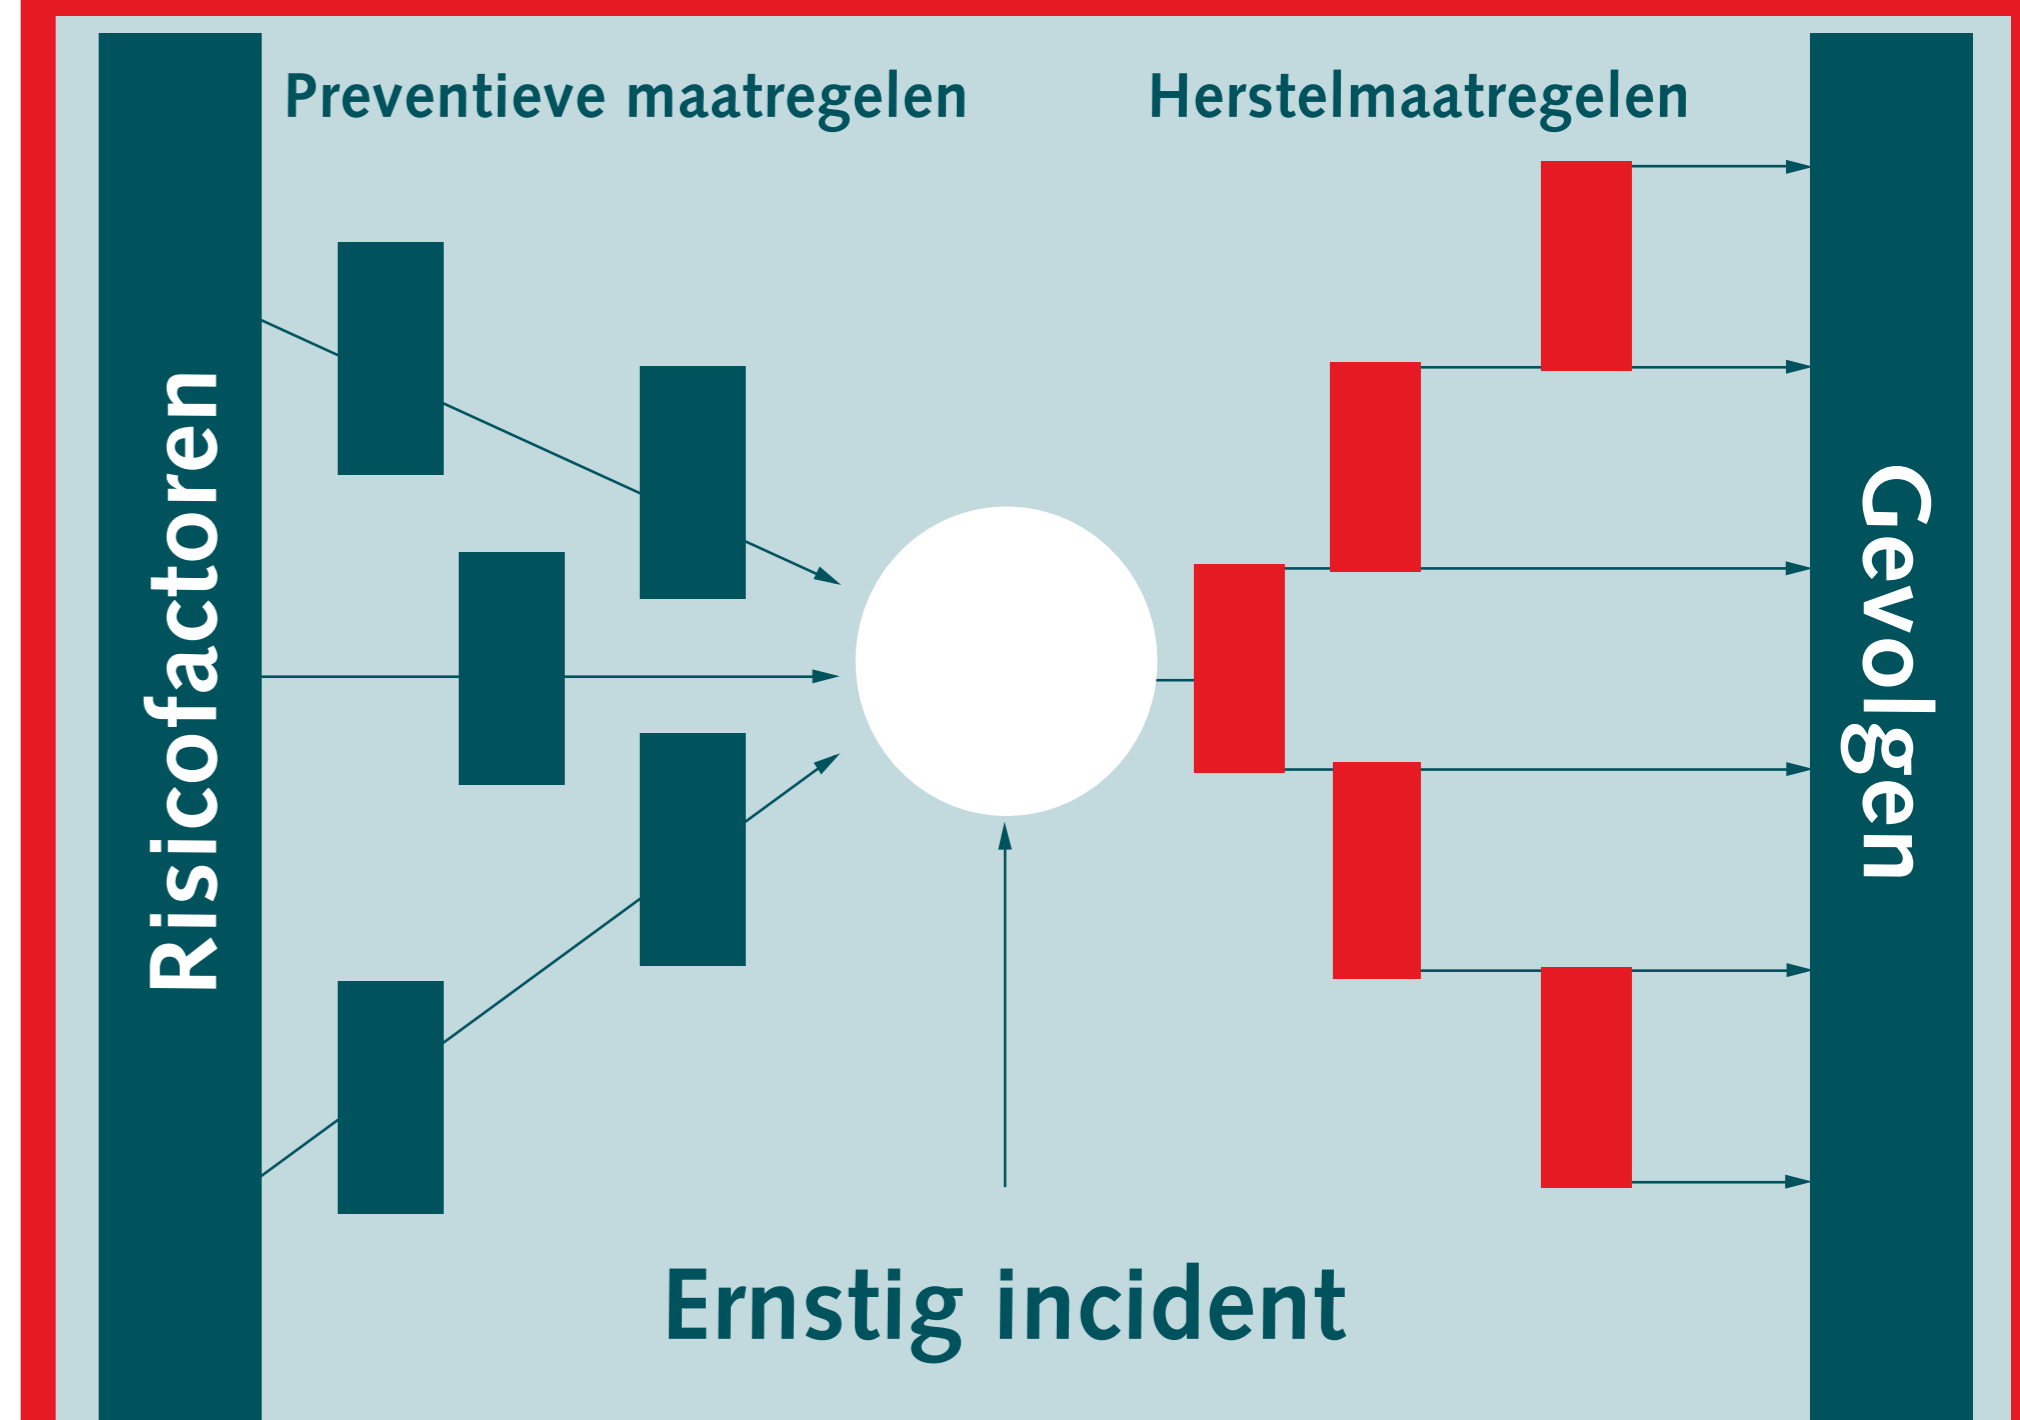 Preventieve maatregelen
Herstelmaatregelen
Risicofactoren
Gevolgen
Ernstig incident